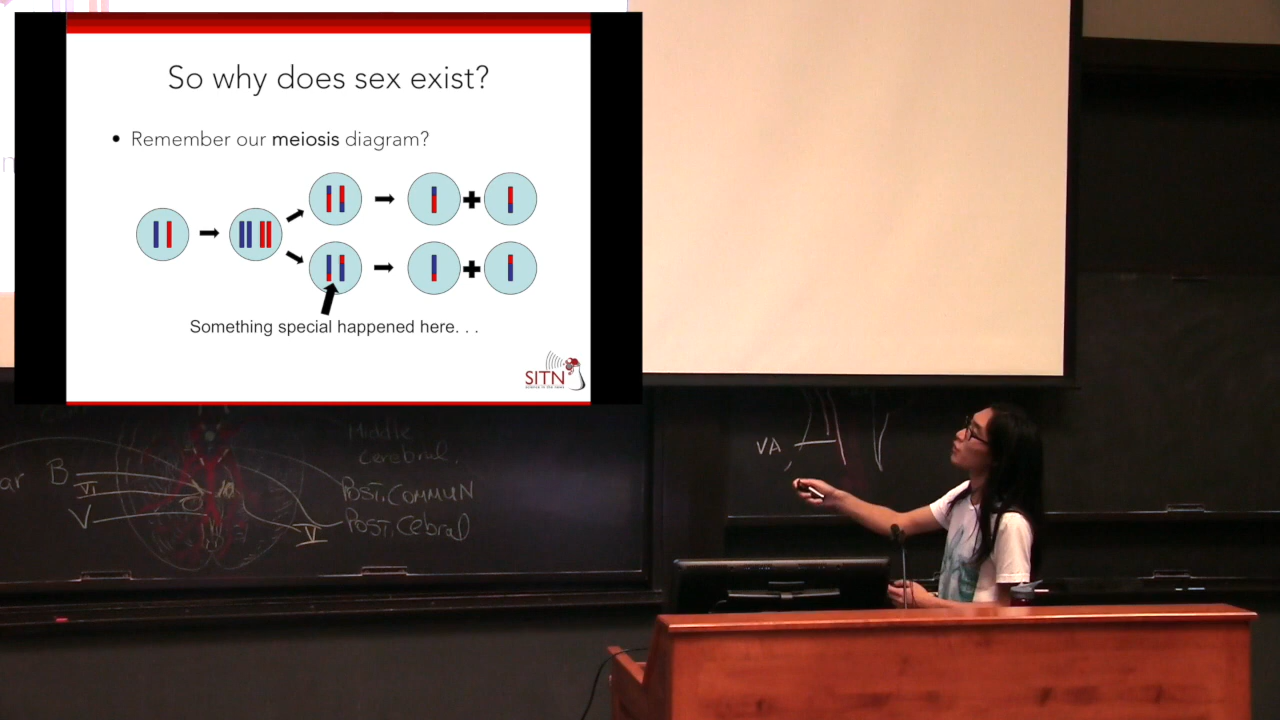 So why does sex exist?
• Remember our meiosis diagram?
Something special happened here. . .
SITN
Middle
Cerebral.
ar
B
VI
V
V
POST. COMMUN
POST. Cebral
VA